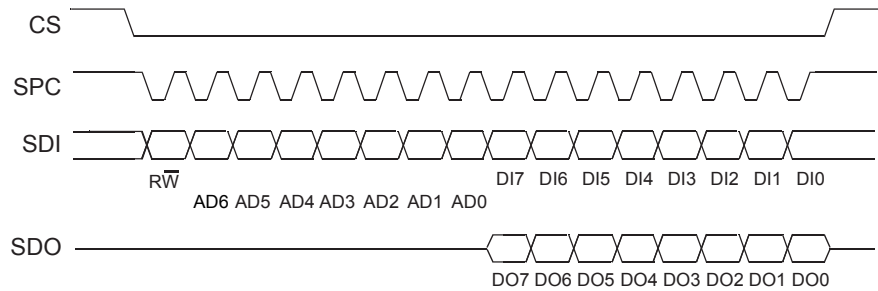 CS
SPC
SDI
RW̅ DI7 DI6 DI5 DI4 DI3 DI2 DI1 DI0
AD6 AD5 AD4 AD3 AD2 AD1 AD0
SDO
DO7 DO6 DO5 DO4 DO3 DO2 DO1 DO0